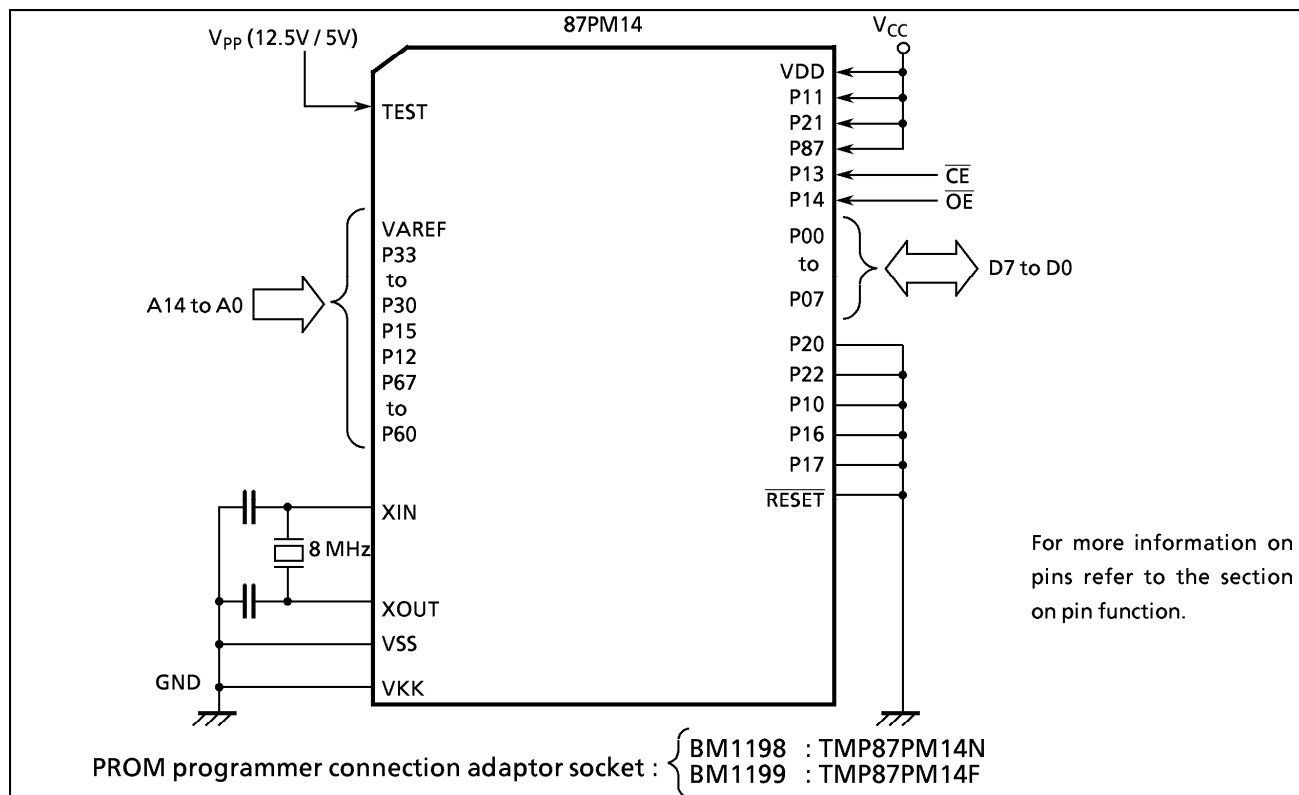 87PM14
VPP (12.5V / 5V)
VCC
TEST
VAREF
P33
to
P30
P15
P12
P67
to
P60
A14 to A0
XIN
8 MHz
XOUT
VSS
GND
VKK
VDD
P11
P21
P87
P13
CE
P14
OE
P00
to
P07
D7 to D0
P20
P22
P10
P16
P17
RESET
For more information on
pins refer to the section
on pin function.
PROM programmer connection adaptor socket :
BM1198 : TMP87PM14N
BM1199 : TMP87PM14F